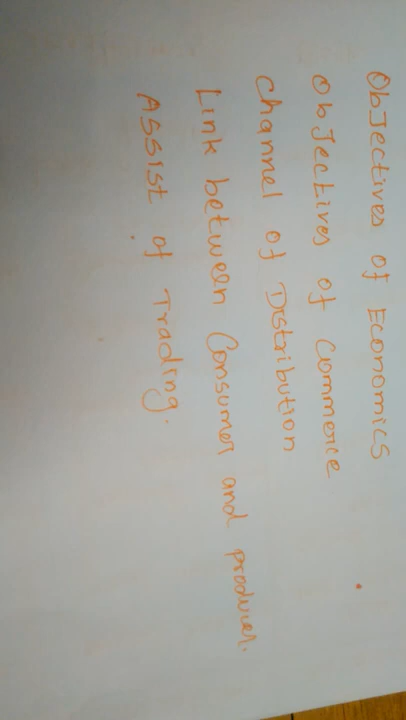 Objectives of Economics
Objectives of Commerce
Channel of Distribution
Link between Consumer and producer.
Assist of Trading.